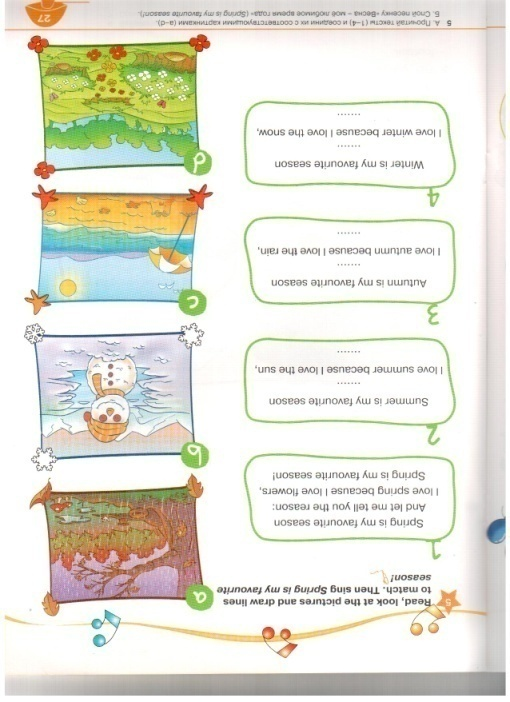 5
Read, look at the pictures and draw lines
to match. Then sing Spring is my favourite
season!
a
1
Spring is my favourite season
And let me tell you the reason:
I love spring because I love flowers,
Spring is my favourite season!
b
2
Summer is my favourite season
.......
I love summer because I love the sun,
.......
c
3
Autumn is my favourite season
.......
I love autumn because I love the rain,
.......
d
4
Winter is my favourite season
.......
I love winter because I love the snow,
.......
5 А. Прочитай тексты (1–4) и соедини их с соответствующими картинками (a–d).
Б. Спой песенку «Весна – моё любимое время года» (Spring is my favourite season!).
27